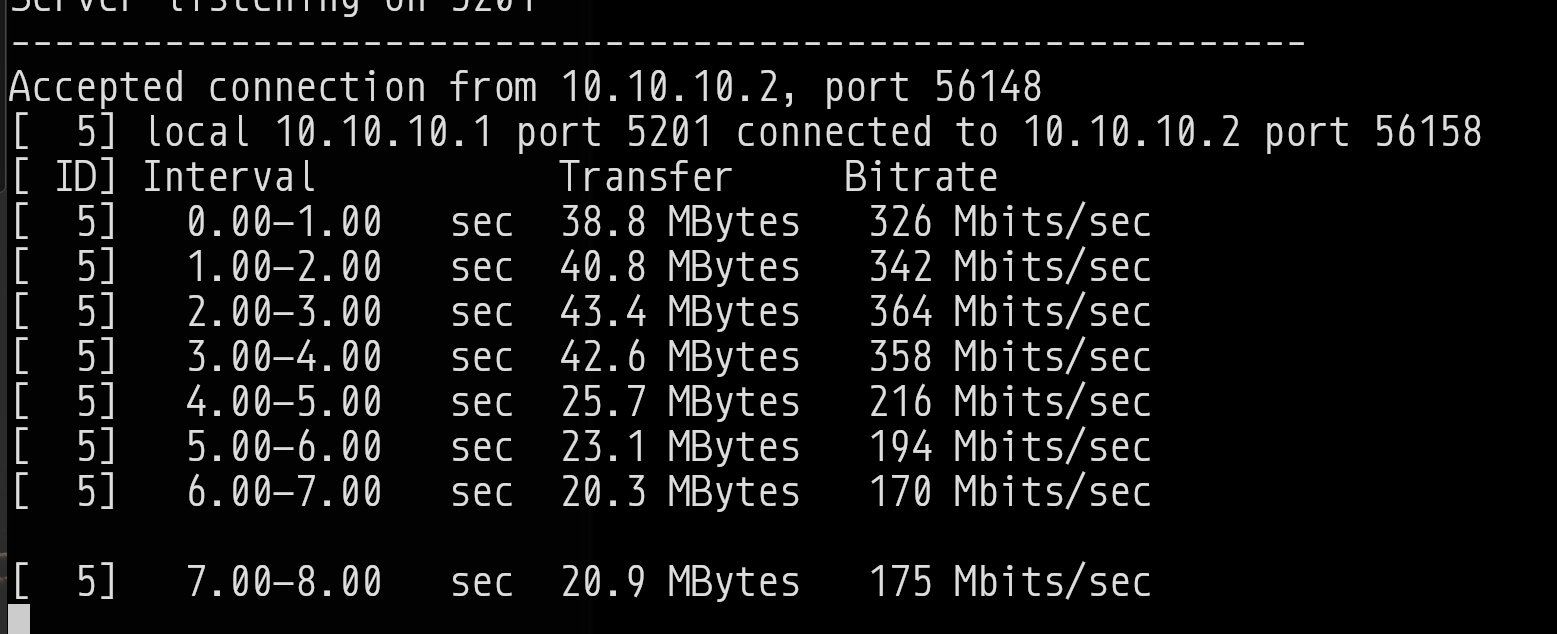 Server listening on 5201
------------------------------------------------------------
Accepted connection from 10.10.10.2, port 56148
[  5] local 10.10.10.1 port 5201 connected to 10.10.10.2 port 56158
[ ID] Interval           Transfer     Bitrate
[  5]   0.00-1.00   sec  38.8 MBytes   326 Mbits/sec
[  5]   1.00-2.00   sec  40.8 MBytes   342 Mbits/sec
[  5]   2.00-3.00   sec  43.4 MBytes   364 Mbits/sec
[  5]   3.00-4.00   sec  42.6 MBytes   358 Mbits/sec
[  5]   4.00-5.00   sec  25.7 MBytes   216 Mbits/sec
[  5]   5.00-6.00   sec  23.1 MBytes   194 Mbits/sec
[  5]   6.00-7.00   sec  20.3 MBytes   170 Mbits/sec
[  5]   7.00-8.00   sec  20.9 MBytes   175 Mbits/sec